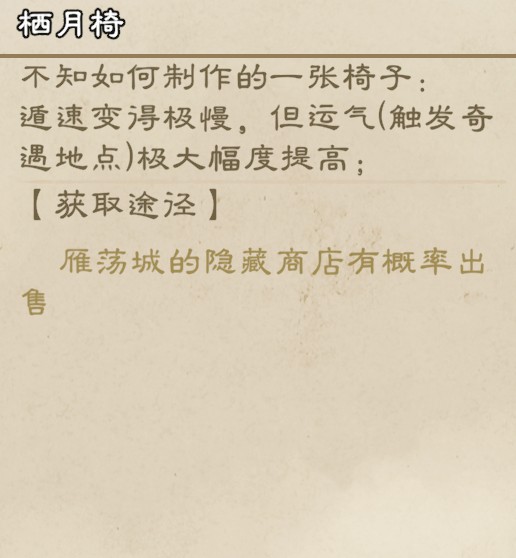 栖月椅
不知如何制作的一张椅子：
遁速变得极慢，但运气(触发奇
遇地点)极大幅度提高；
【获取途径】
雁荡城的隐藏商店有概率出
售